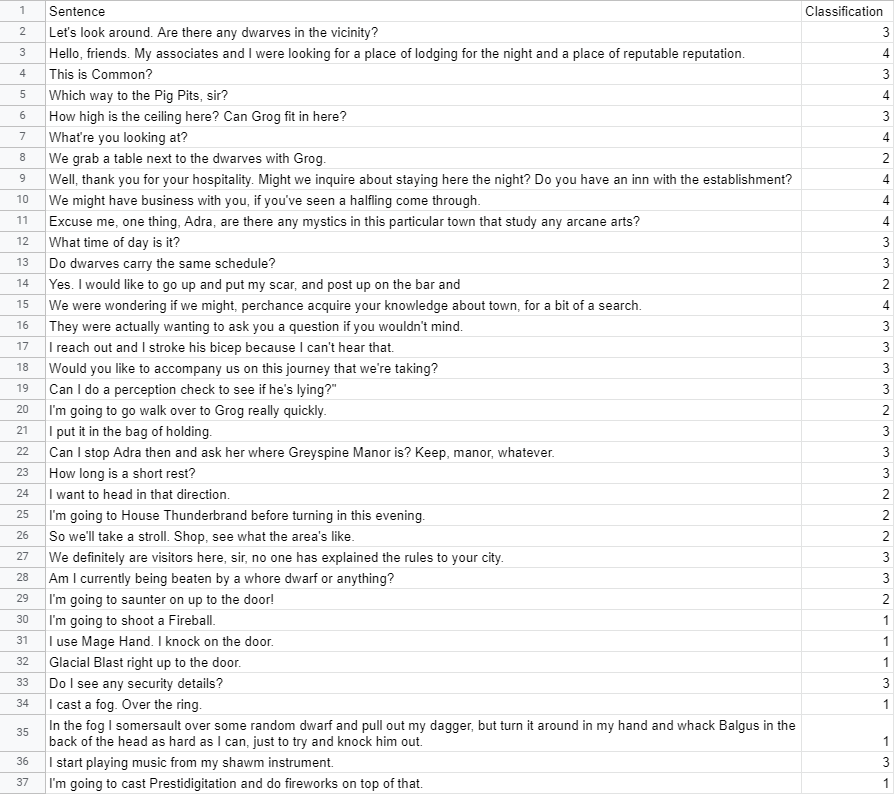 1 Sentence Classification
2 Let's look around. Are there any dwarves in the vicinity? 3
3 Hello, friends. My associates and I were looking for a place of lodging for the night and a place of reputable reputation. 4
4 This is Common? 3
5 Which way to the Pig Pits, sir? 4
6 How high is the ceiling here? Can Grog fit in here? 3
7 What're you looking at? 4
8 We grab a table next to the dwarves with Grog. 2
9 Well, thank you for your hospitality. Might we inquire about staying here the night? Do you have an inn with the establishment? 4
10 We might have business with you, if you've seen a halfling come through. 4
11 Excuse me, one thing, Adra, are there any mystics in this particular town that study any arcane arts? 4
12 What time of day is it? 3
13 Do dwarves carry the same schedule? 3
14 Yes. I would like to go up and put my scar, and post up on the bar and 2
15 We were wondering if we might, perchance acquire your knowledge about town, for a bit of a search. 4
16 They were actually wanting to ask you a question if you wouldn't mind. 3
17 I reach out and I stroke his bicep because I can't hear that. 3
18 Would you like to accompany us on this journey that we're taking? 3
19 Can I do a perception check to see if he's lying?" 3
20 I'm going to go walk over to Grog really quickly. 2
21 I put it in the bag of holding. 3
22 Can I stop Adra then and ask her where Greyspine Manor is? Keep, manor, whatever. 3
23 How long is a short rest? 3
24 I want to head in that direction. 2
25 I'm going to House Thunderbrand before turning in this evening. 2
26 So we'll take a stroll. Shop, see what the area's like. 2
27 We definitely are visitors here, sir, no one has explained the rules to your city. 3
28 Am I currently being beaten by a whore dwarf or anything? 3
29 I'm going to saunter on up to the door! 2
30 I'm going to shoot a Fireball. 1
31 I use Mage Hand. I knock on the door. 1
32 Glacial Blast right up to the door. 1
33 Do I see any security details? 3
34 I cast a fog. Over the ring. 1
35 In the fog I somersault over some random dwarf and pull out my dagger, but turn it around in my hand and whack Balgus in the
back of the head as hard as I can, just to try and knock him out. 1
36 I start playing music from my shawm instrument. 3
37 I'm going to cast Prestidigitation and do fireworks on top of that. 1